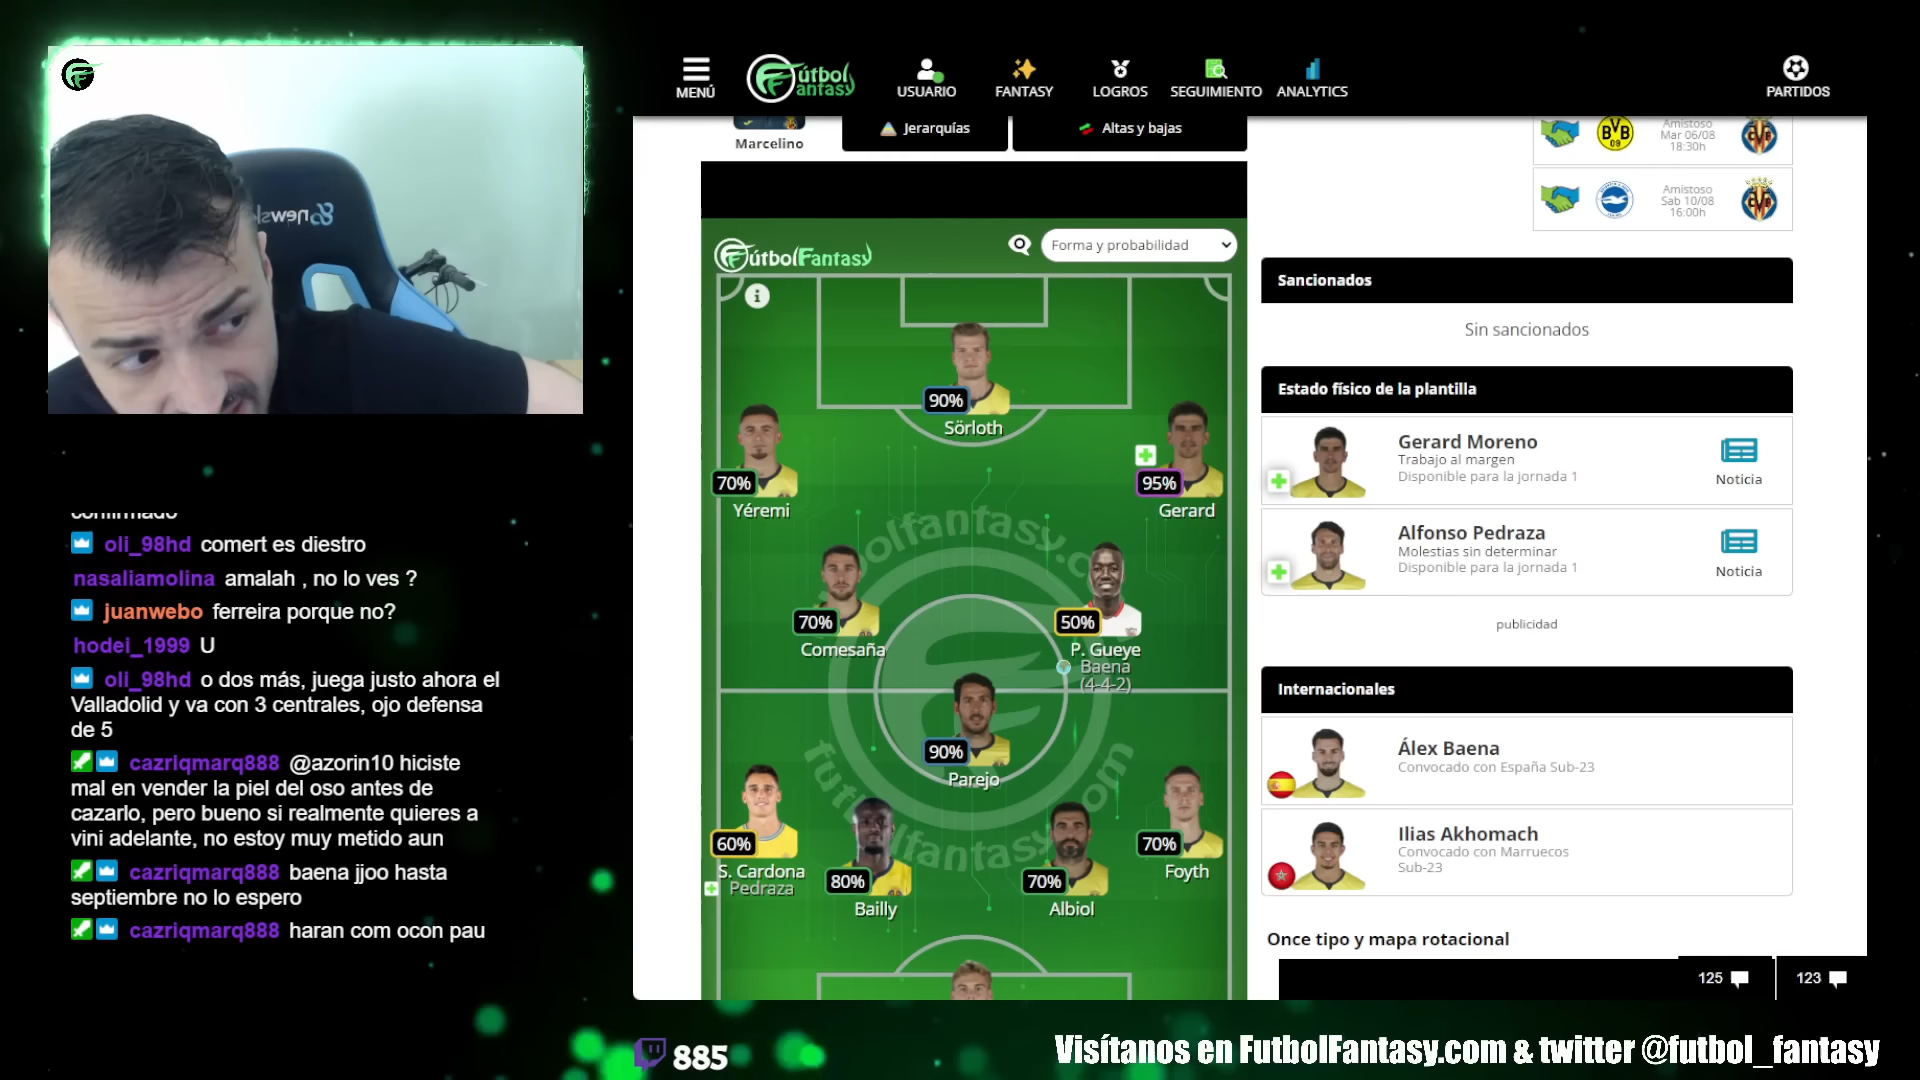 MENÚ
Fútbol Fantasy
USUARIO
FANTASY
LOGROS
SEGUIMIENTO
ANALYTICS
PARTIDOS
Marcelino
Jerarquías
Altas y bajas
BVB
09
Amistoso
Mar 06/08
18:30h
Amistoso
Sab 10/08
16:00h
FútbolFantasy
Forma y probabilidad
90%
Sörloth
70%
Yéremi
95%
Gerard
70%
Comesaña
50%
P. Gueye
Baena
(4-4-2)
90%
Parejo
60%
S. Cardona
Pedraza
80%
Bailly
70%
Albiol
70%
Foyth
Sancionados
Sin sancionados
Estado físico de la plantilla
Gerard Moreno
Trabajo al margen
Disponible para la jornada 1
Noticia
Alfonso Pedraza
Molestias sin determinar
Disponible para la jornada 1
Noticia
publicidad
Internacionales
Álex Baena
Convocado con España Sub-23
Ilias Akhomach
Convocado con Marruecos
Sub-23
Once tipo y mapa rotacional
125
123
oli_98hd comert es diestro
nasaliamolina amalah , no lo ves ?
juanwebo ferreira porque no?
hodei_1999 U
oli_98hd o dos más, juega justo ahora el
Valladolid y va con 3 centrales, ojo defensa
de 5
cazriqmarq888 @azorin10 hiciste
mal en vender la piel del oso antes de
cazarlo, pero bueno si realmente quieres a
vini adelante, no estoy muy metido aun
cazriqmarq888 baena jjoo hasta
septiembre no lo espero
cazriqmarq888 haran com ocon pau
885
Visítanos en FutbolFantasy.com & twitter @futbol_fantasy